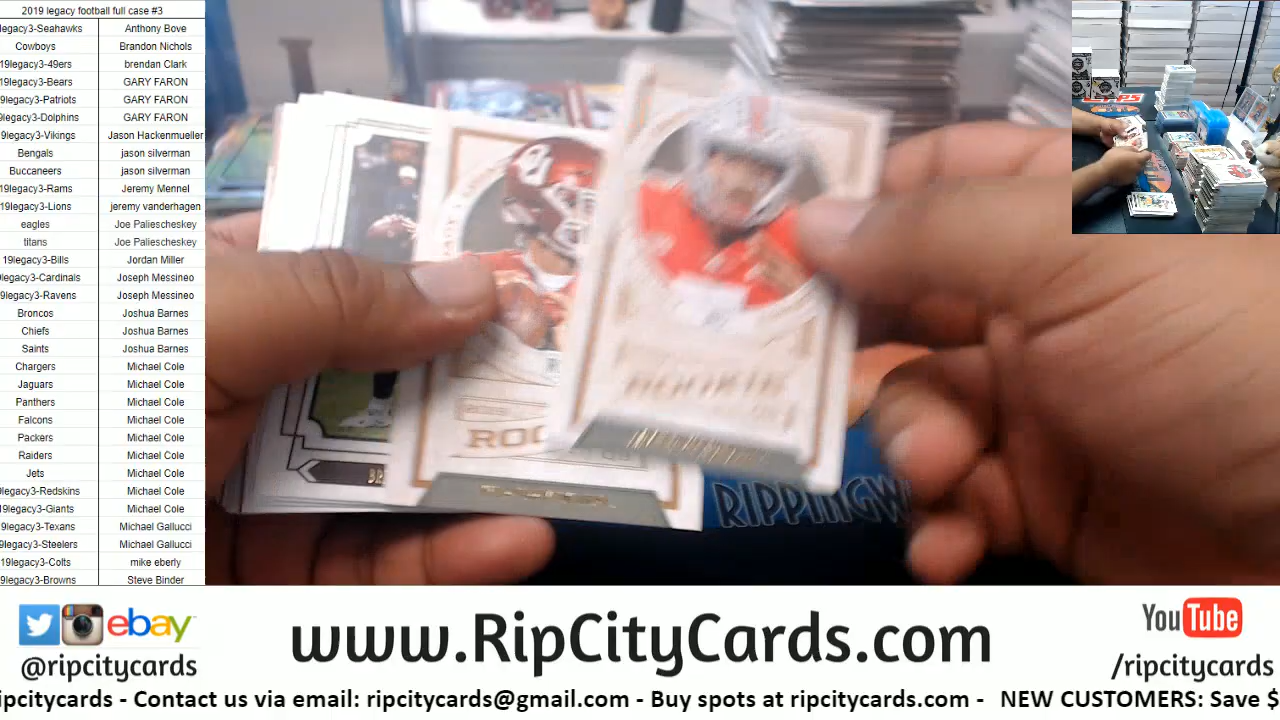 2019 legacy football full case #3
legacy3-Seahawks Anthony Bove
Cowboys Brandon Nichols
19legacy3-49ers brendan Clark
19legacy3-Bears GARY FARON
19legacy3-Patriots GARY FARON
19legacy3-Dolphins GARY FARON
19legacy3-Vikings Jason Hackenmueller
Bengals jason silverman
Buccaneers jason silverman
19legacy3-Rams Jeremy Mennel
19legacy3-Lions jeremy vanderhagen
eagles Joe Paliescheskey
titans Joe Paliescheskey
19legacy3-Bills Jordan Miller
9legacy3-Cardinals Joseph Messineo
9legacy3-Ravens Joseph Messineo
Broncos Joshua Barnes
Chiefs Joshua Barnes
Saints Joshua Barnes
Chargers Michael Cole
Jaguars Michael Cole
Panthers Michael Cole
Falcons Michael Cole
Packers Michael Cole
Raiders Michael Cole
Jets Michael Cole
9legacy3-Redskins Michael Cole
9legacy3-Giants Michael Cole
9legacy3-Texans Michael Gallucci
9legacy3-Steelers Michael Gallucci
19legacy3-Colts mike eberly
9legacy3-Browns Steve Binder
ROO
ROOKIE
RIPPINGW
ebay
@ripcitycards
www.RipCityCards.com
YouTube
/ripcitycards
ipcitycards - Contact us via email: ripcitycards@gmail.com - Buy spots at ripcitycards.com - NEW CUSTOMERS: Save $